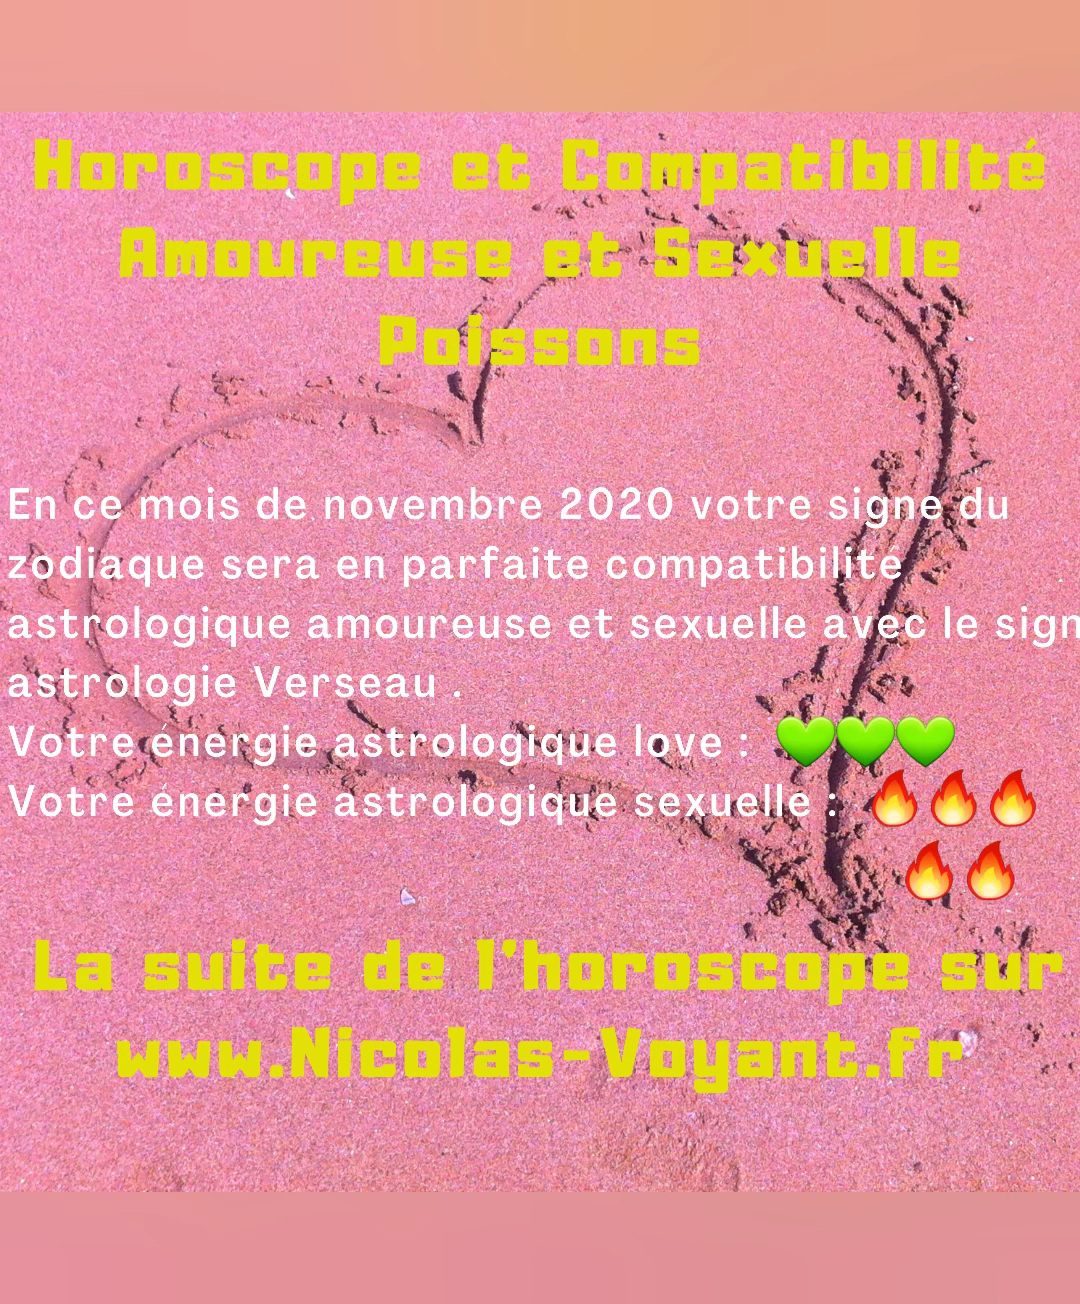 Horoscope et Compatibilité
Amoureuse et Sexuelle
Poissons
En ce mois de novembre 2020 votre signe du
zodiaque sera en parfaite compatibilité
astrologique amoureuse et sexuelle avec le sign
astrologie Verseau .
Votre énergie astrologique love : 💚💚💚
Votre énergie astrologique sexuelle : 🔥🔥🔥
🔥🔥
La suite de l'horoscope sur
www.Nicolas-Voyant.fr